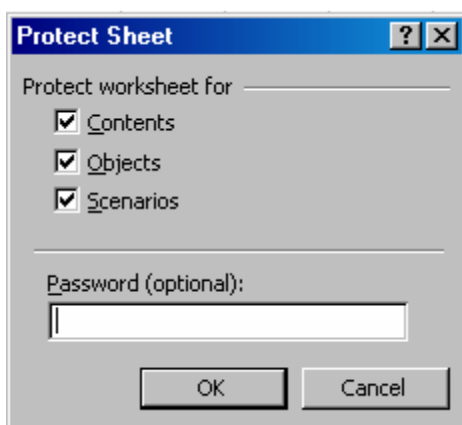 Protect Sheet
Protect worksheet for
Contents
Objects
Scenarios
Password (optional):
OK Cancel